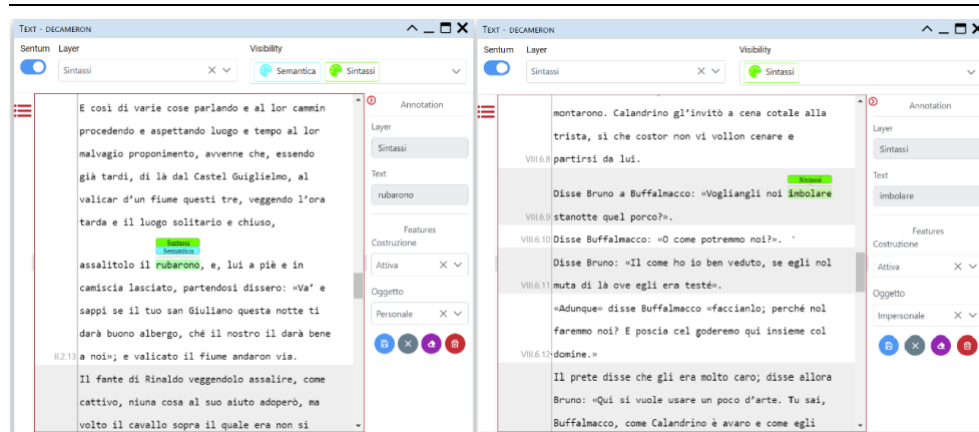 TEXT - DECAMERON
Sentum Layer Visibility
Sintassi Semantica Sintassi
E così di varie cose parlando e al lor cammin
procedendo e aspettando luogo e tempo al lor
malvagio proponimento, avvenne che, essendo
già tardi, di là dal Castel Guiglielmo, al
valicar d'un fiume questi tre, veggendo l'ora
tarda e il luogo solitario e chiuso,
Sintassi
Semantica
assalitolo il rubarono, e, lui a piè e in
camiscia lasciato, partendosi dissero: «Va' e
sappi se il tuo san Giuliano questa notte ti
darà buono albergo, ché il nostro il darà bene
II.2.13 a noi»; e valicato il fiume andaron via.
Il fante di Rinaldo veggendolo assalire, come
cattivo, niuna cosa al suo aiuto adoperò, ma
volto il cavallo sopra il quale era non si
Annotation
Layer
Sintassi
Text
rubarono
Features
Costruzione
Attiva
Oggetto
Personale
TEXT - DECAMERON
Sentum Layer Visibility
Sintassi Sintassi
montarono. Calandrino gl'invitò a cena cotale alla
trista, sì che costor non vi vollon cenare e
VIII.6.8 partirsi da lui.
Sintassi
Disse Bruno a Buffalmacco: «Vogliangli noi imbolare
VIII.6.9 stanotte quel porco?».
VIII.6.10 Disse Buffalmacco: «O come potremmo noi?».
Disse Bruno: «Il come ho io ben veduto, se egli nol
VIII.6.11 muta di là ove egli era testé».
«Adunque» disse Buffalmacco «faccianlo; perché nol
faremmo noi? E poscia cel goderemo qui insieme col
VIII.6.12 domine.»
Il prete disse che gli era molto caro; disse allora
Bruno: «Qui si vuole usare un poco d'arte. Tu sai,
Buffalmacco, come Calandrino è avaro e come egli
Annotation
Layer
Sintassi
Text
imbolare
Features
Costruzione
Attiva
Oggetto
Impersonale